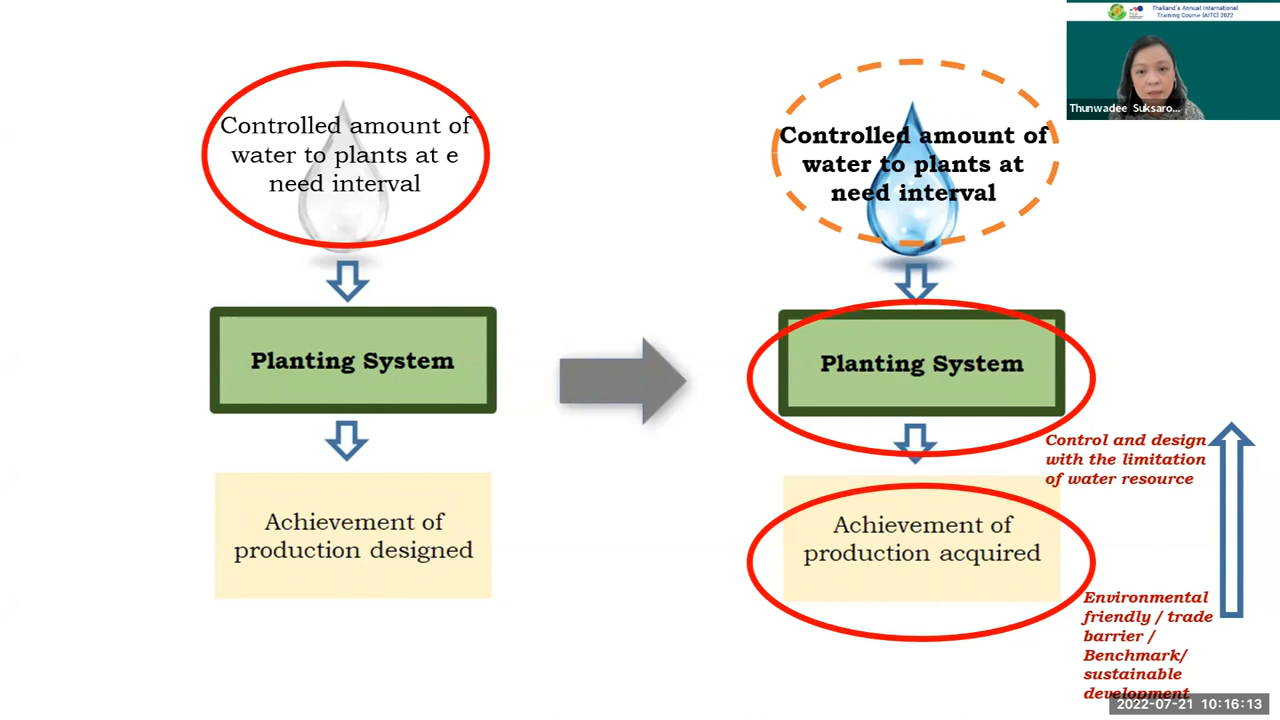 Thailand's Annual International
Training Course (AITC) 2022
Thunwadee Suksaro...
Controlled amount of
water to plants at e
need interval
Planting System
Achievement of
production designed
Controlled amount of
water to plants at
need interval
Planting System
Achievement of
production acquired
Control and design
with the limitation
of water resource
Environmental
friendly / trade
barrier /
Benchmark/
sustainable
development
2022-07-21 10:16:13